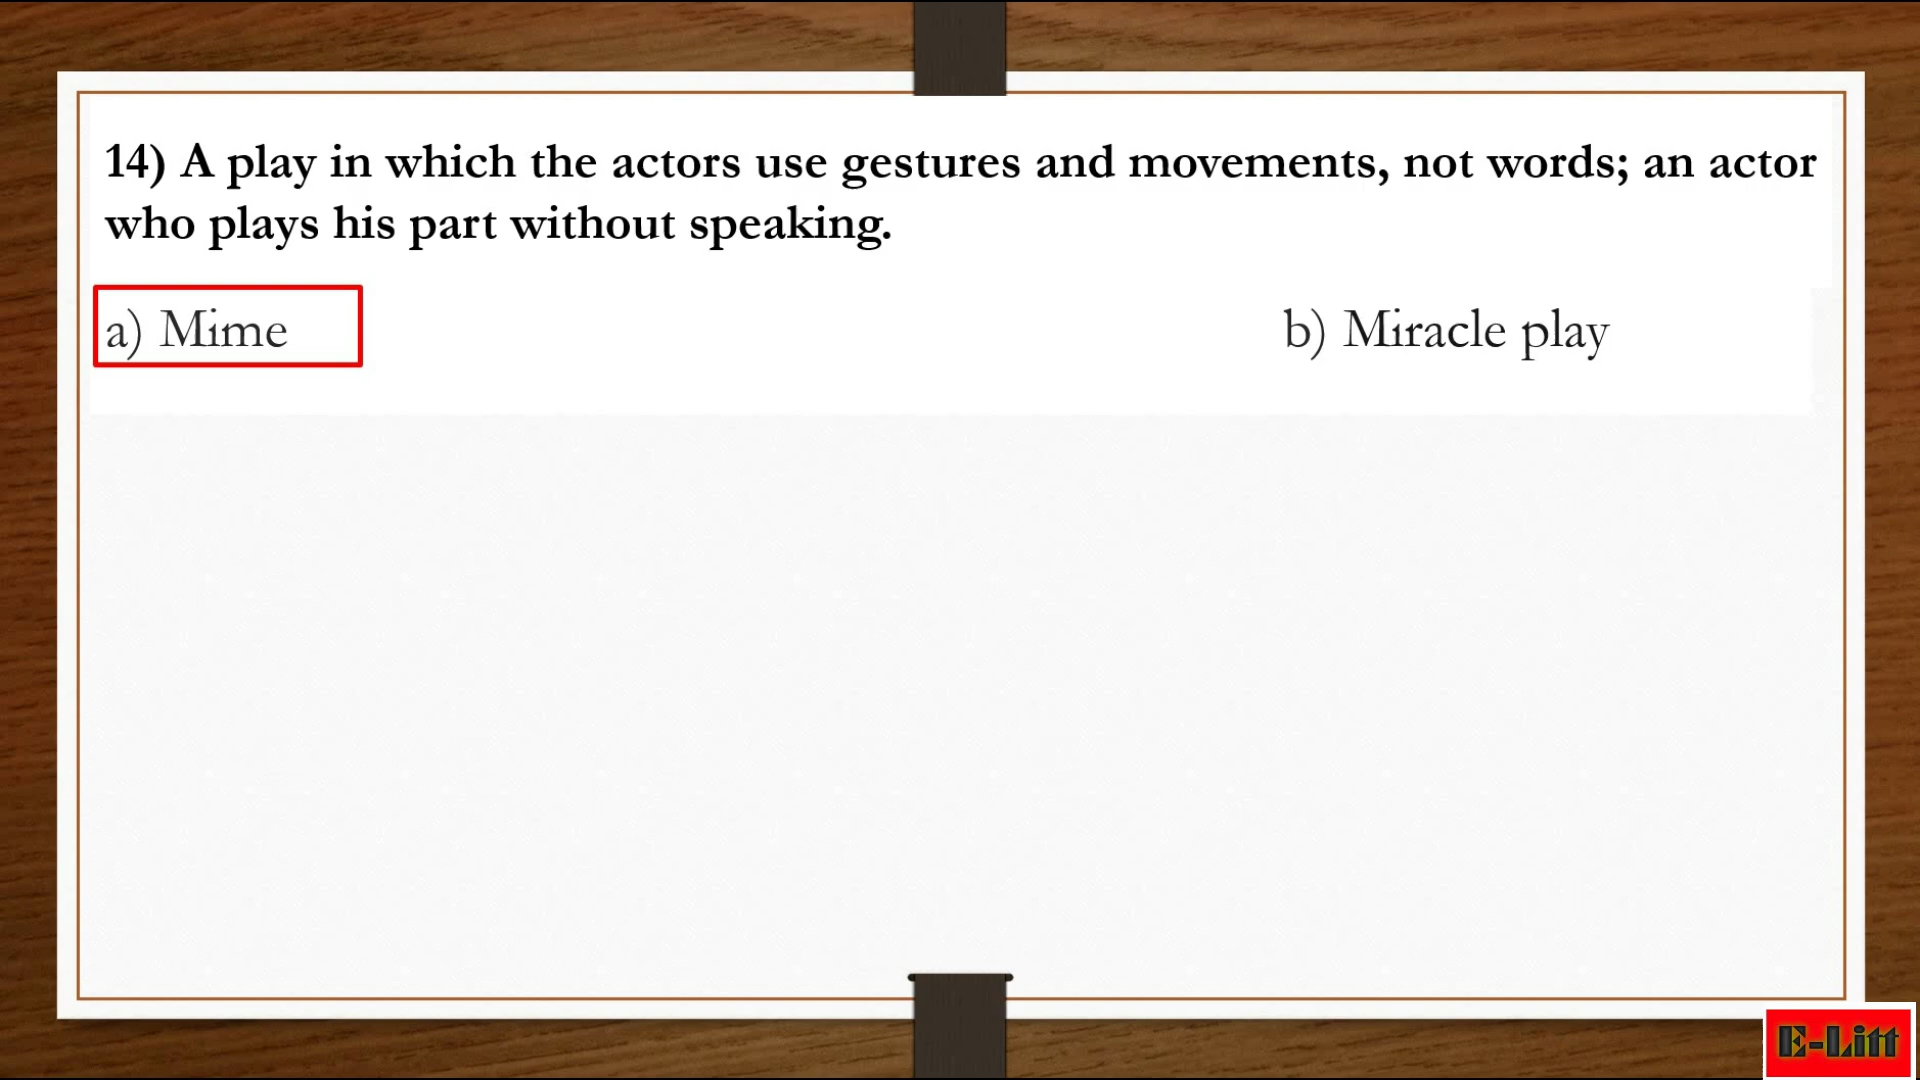 14) A play in which the actors use gestures and movements, not words; an actor
who plays his part without speaking.
a) Mime
b) Miracle play
E-Litt